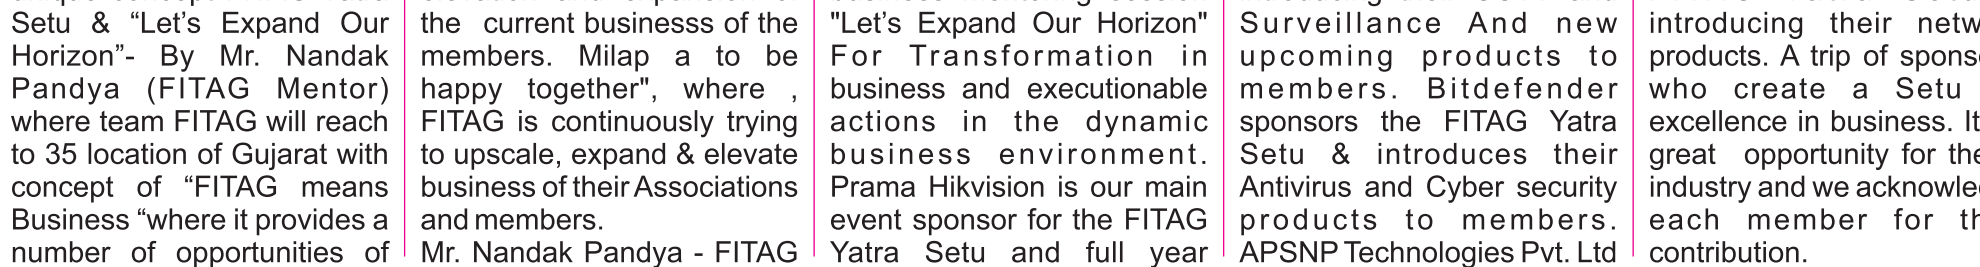 Setu & “Let’s Expand Our
Horizon”- By Mr. Nandak
Pandya (FITAG Mentor)
where team FITAG will reach
to 35 location of Gujarat with
concept of “FITAG means
Business “where it provides a
number of opportunities of
the current businesss of the
members. Milap a to be
happy together", where ,
FITAG is continuously trying
to upscale, expand & elevate
business of their Associations
and members.
Mr. Nandak Pandya - FITAG
"Let’s Expand Our Horizon"
For Transformation in
business and executionable
actions in the dynamic
business environment.
Prama Hikvision is our main
event sponsor for the FITAG
Yatra Setu and full year
Surveillance And new
upcoming products to
members. Bitdefender
sponsors the FITAG Yatra
Setu & introduces their
Antivirus and Cyber security
products to members.
APSNP Technologies Pvt. Ltd
introducing their
products. A trip of
who create a Setu
excellence in business.
great opportunity for
industry and we
each member for
contribution.